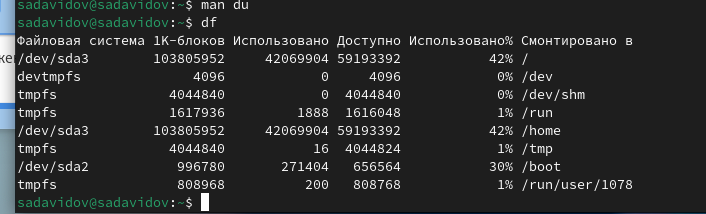 sadavidov@sadavidov:~$ man du
sadavidov@sadavidov:~$ df
Файловая система 1K-блоков Использовано Доступно Использовано% Смонтировано в
/dev/sda3 103805952 42069904 59193392 42% /
devtmpfs 4096 0 4096 0% /dev
tmpfs 4044840 0 4044840 0% /dev/shm
tmpfs 1617936 1888 1616048 1% /run
/dev/sda3 103805952 42069904 59193392 42% /home
tmpfs 4044840 16 4044824 1% /tmp
/dev/sda2 996780 271404 656564 30% /boot
tmpfs 808968 200 808768 1% /run/user/1078
sadavidov@sadavidov:~$